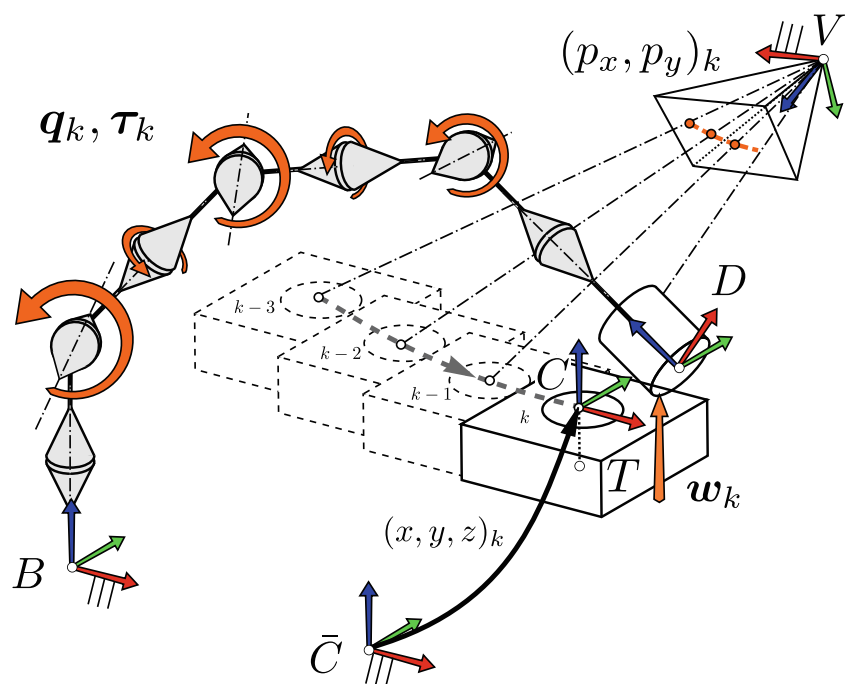 V
(p_x, p_y)_k
q_k, τ_k
D
k−3
k−2
C
k−1
k
T
w_k
(x, y, z)_k
B
C̄